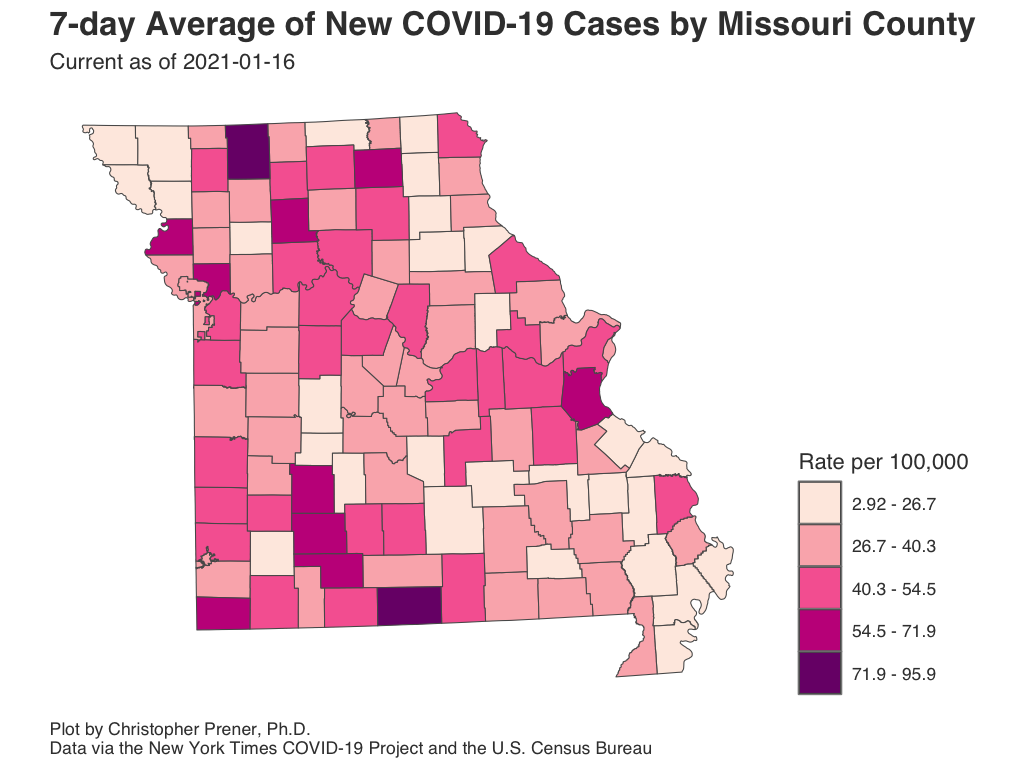 7-day Average of New COVID-19 Cases by Missouri County
Current as of 2021-01-16
Rate per 100,000
2.92 - 26.7
26.7 - 40.3
40.3 - 54.5
54.5 - 71.9
71.9 - 95.9
Plot by Christopher Prener, Ph.D.
Data via the New York Times COVID-19 Project and the U.S. Census Bureau